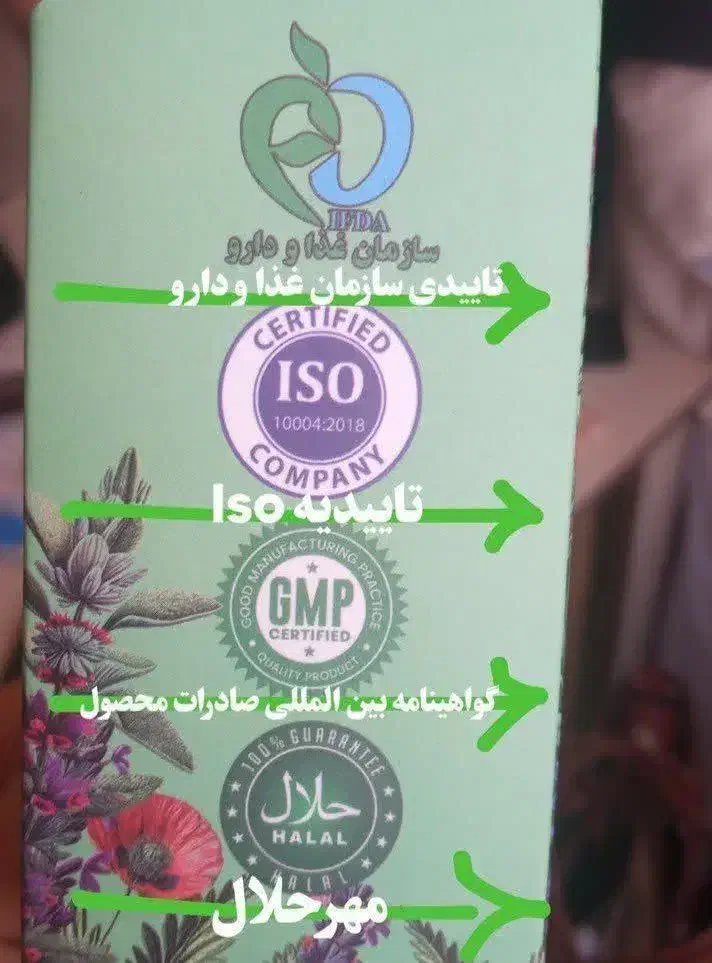 IFDA
سازمان غذا و دارو
تاییدی سازمان غذا و دارو
CERTIFIED
ISO
10004:2018
COMPANY
تاییدیه Iso
GOOD MANUFACTURING PRACTICE
GMP
CERTIFIED
QUALITY PRODUCT
گواهینامه بین المللی صادرات محصول
100% GUARANTEE
حلال
HALAL
HALAL
مهرحلال